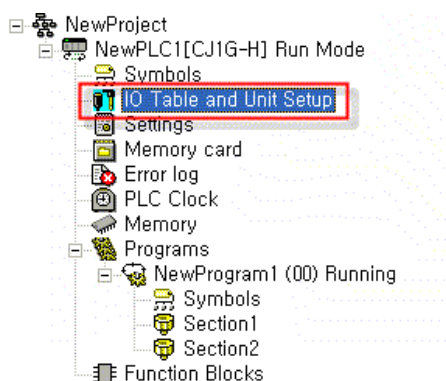 NewProject
NewPLC1[CJ1G-H] Run Mode
Symbols
IO Table and Unit Setup
Settings
Memory card
Error log
PLC Clock
Memory
Programs
NewProgram1 (00) Running
Symbols
Section1
Section2
Function Blocks